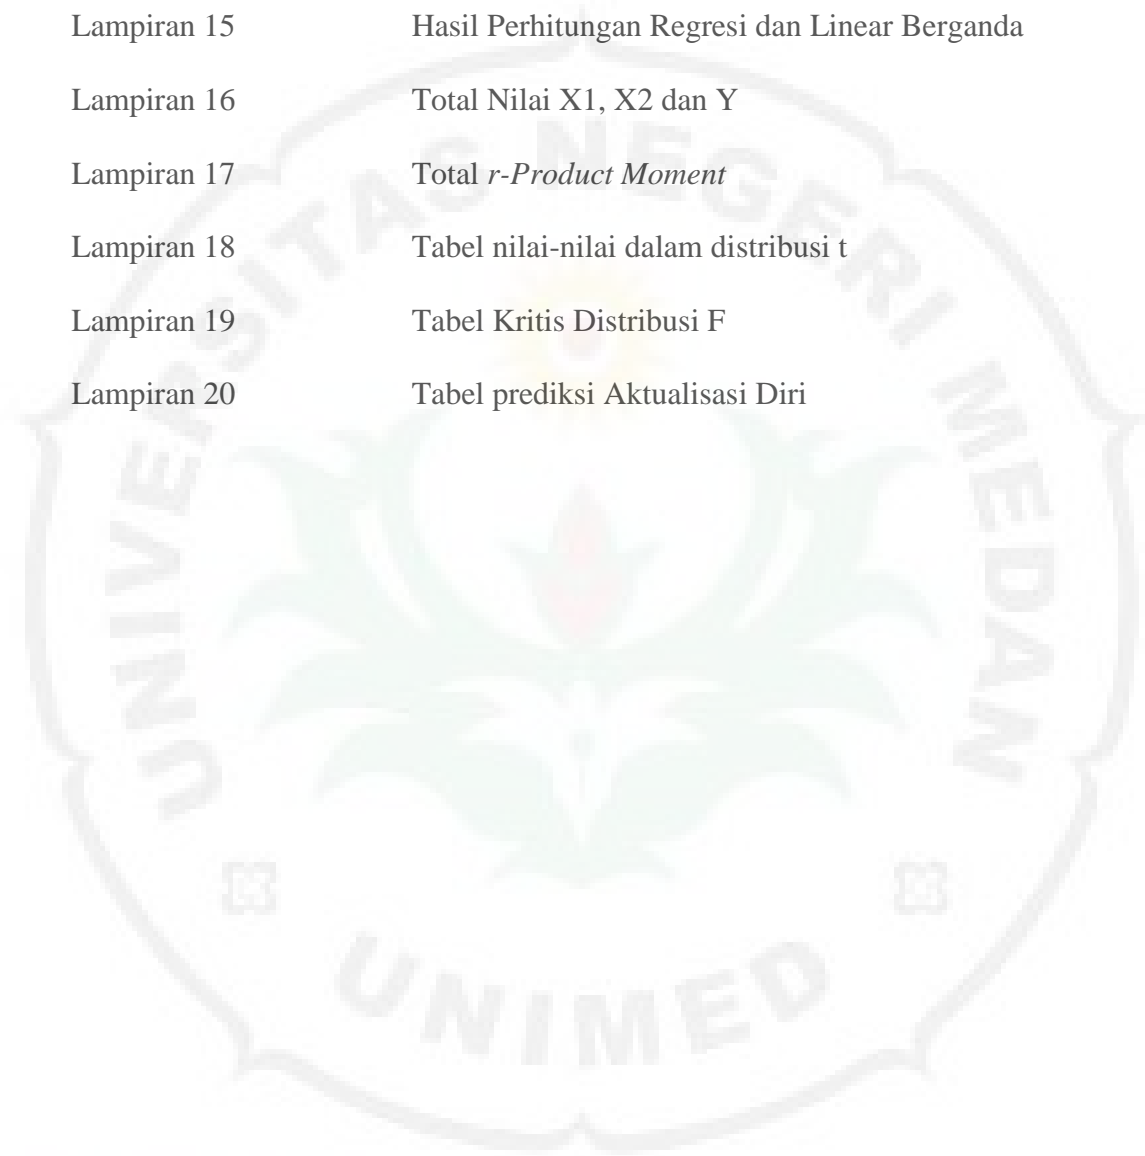 Lampiran 15 Hasil Perhitungan Regresi dan Linear Berganda
Lampiran 16 Total Nilai X1, X2 dan Y
Lampiran 17 Total r-Product Moment
Lampiran 18 Tabel nilai-nilai dalam distribusi t
Lampiran 19 Tabel Kritis Distribusi F
Lampiran 20 Tabel prediksi Aktualisasi Diri
UNIVERSITAS NEGERI MEDAN
UNIMED